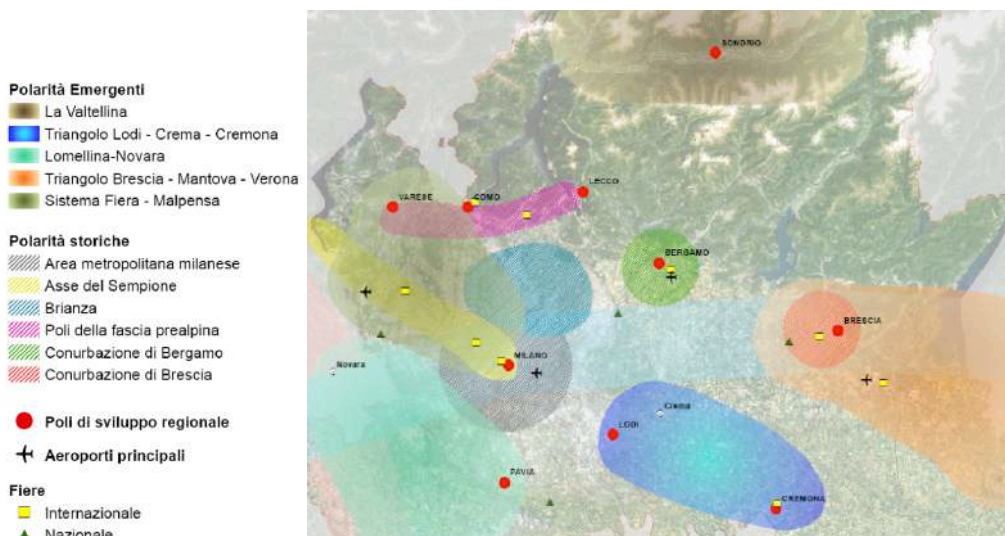 Polarità Emergenti
La Valtellina
Triangolo Lodi - Crema - Cremona
Lomellina-Novara
Triangolo Brescia - Mantova - Verona
Sistema Fiera - Malpensa
Polarità storiche
Area metropolitana milanese
Asse del Sempione
Brianza
Poli della fascia prealpina
Conurbazione di Bergamo
Conurbazione di Brescia
Poli di sviluppo regionale
Aeroporti principali
Fiere
Internazionale
Nazionale
SONDRIO
LECCO
VARESE
COMO
BERGAMO
BRESCIA
MILANO
Novara
Crema
LODI
PAVIA
CREMONA